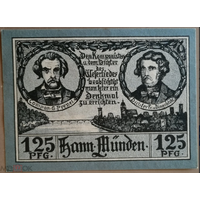 Dem Komponisten
u. dem Dichter des
Weserliedes
beabsichtigt
man hier ein
Denkmal
zu errichten.
125
PFG.
Hann. Münden.
125
PFG.